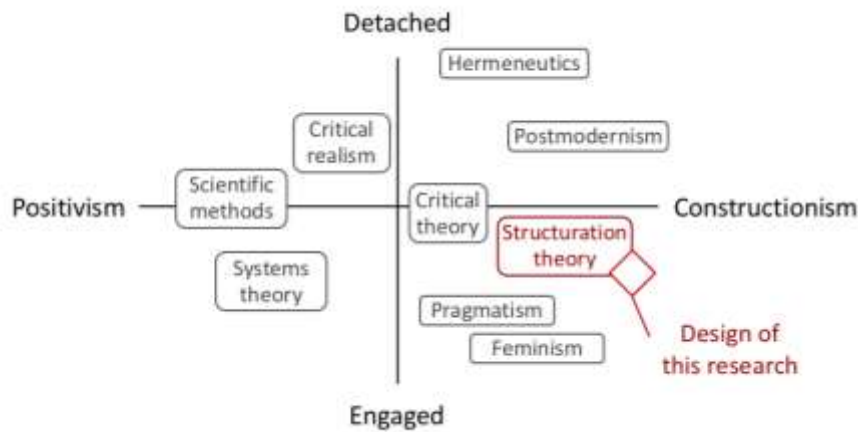 Detached
Hermeneutics
Critical
realism
Postmodernism
Scientific
methods
Positivism
Critical
theory
Constructionism
Structuration
theory
Systems
theory
Pragmatism
Feminism
Design of
this research
Engaged